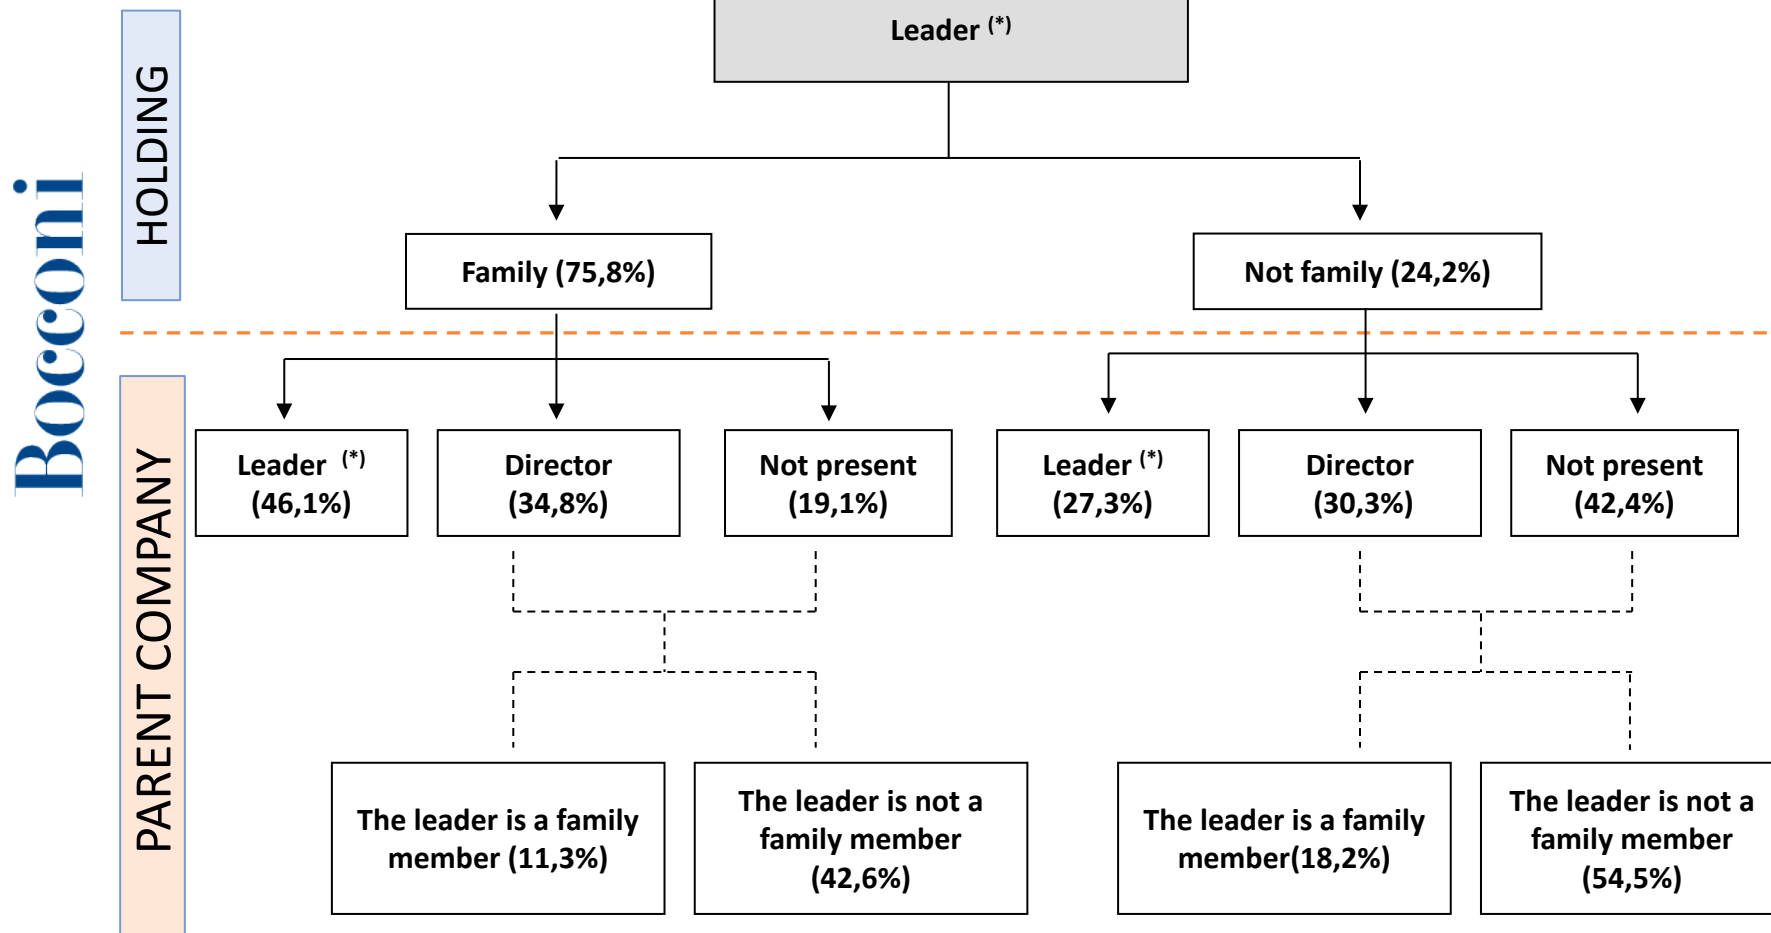 Bocconi
HOLDING
PARENT COMPANY
Leader (*)
Family (75,8%)
Not family (24,2%)
Leader (*)
(46,1%)
Director
(34,8%)
Not present
(19,1%)
Leader (*)
(27,3%)
Director
(30,3%)
Not present
(42,4%)
The leader is a family
member (11,3%)
The leader is not a
family member
(42,6%)
The leader is a family
member(18,2%)
The leader is not a
family member
(54,5%)